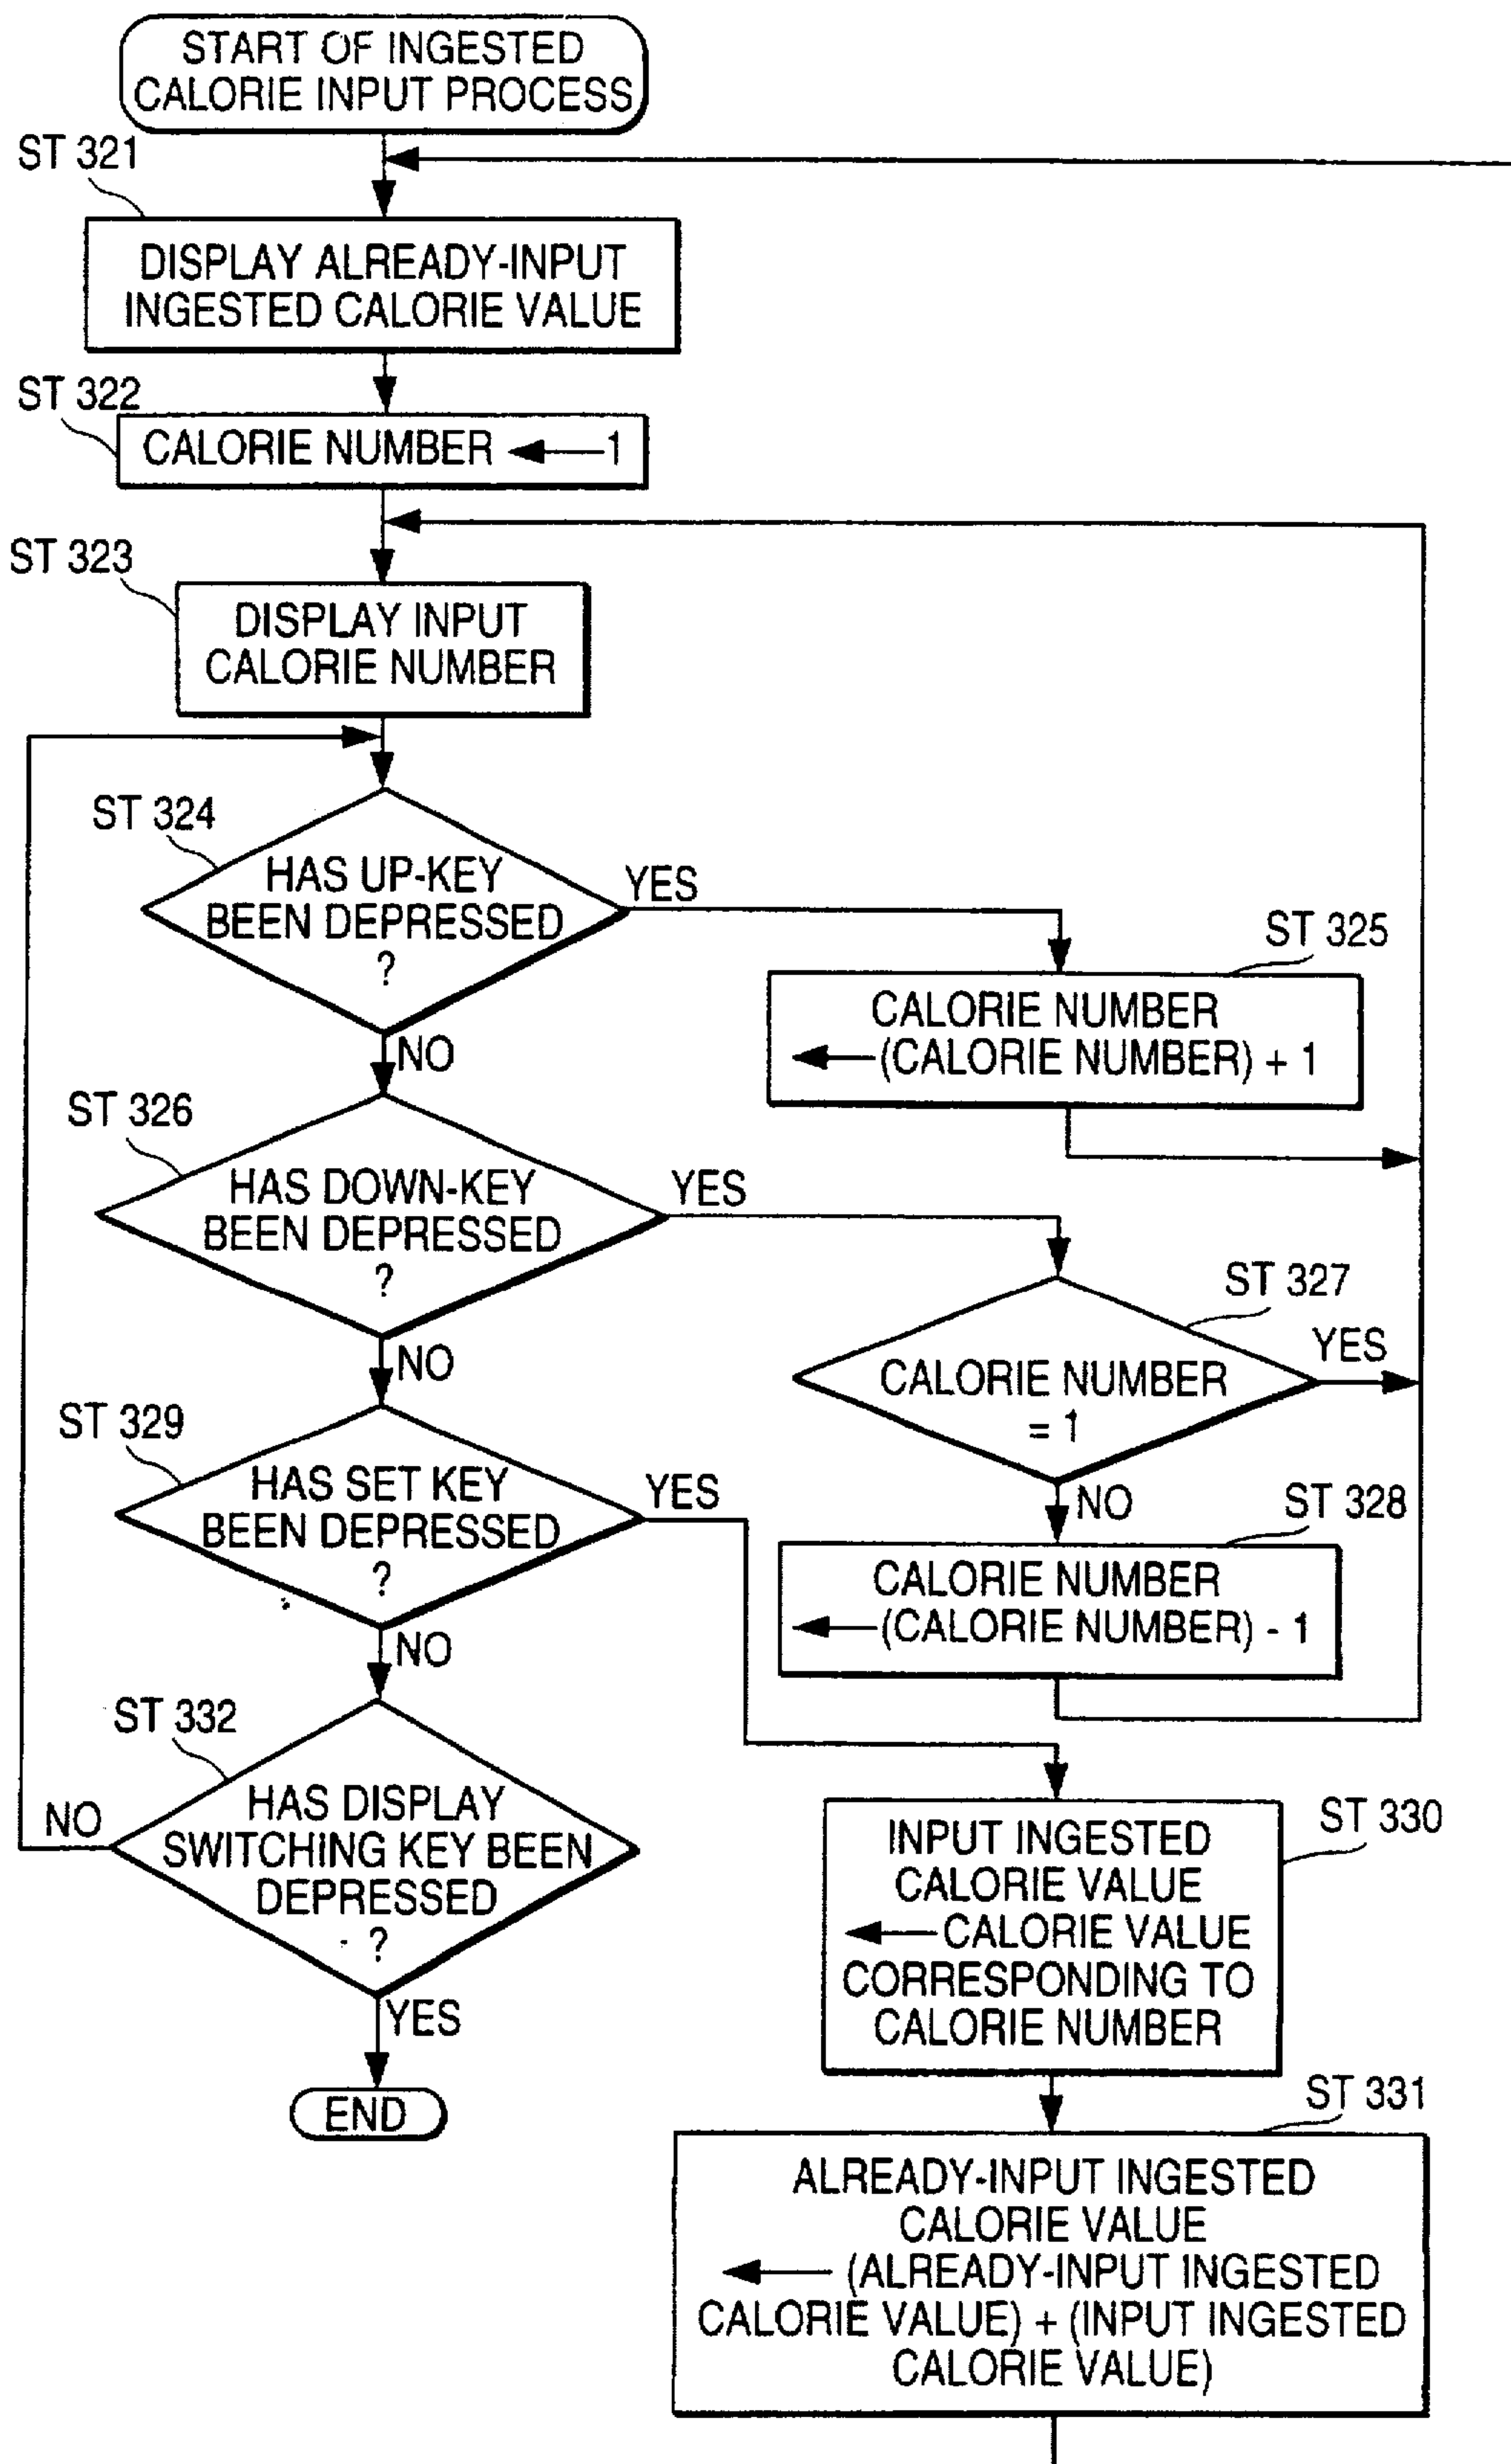 START OF INGESTED
CALORIE INPUT PROCESS
ST 321
DISPLAY ALREADY-INPUT
INGESTED CALORIE VALUE
ST 322
CALORIE NUMBER ← 1
ST 323
DISPLAY INPUT
CALORIE NUMBER
ST 324
HAS UP-KEY
BEEN DEPRESSED
?
YES
NO
ST 325
CALORIE NUMBER
← (CALORIE NUMBER) + 1
ST 326
HAS DOWN-KEY
BEEN DEPRESSED
?
YES
NO
ST 327
CALORIE NUMBER
= 1
YES
NO
ST 328
CALORIE NUMBER
← (CALORIE NUMBER) - 1
ST 329
HAS SET KEY
BEEN DEPRESSED
?
YES
NO
ST 330
INPUT INGESTED
CALORIE VALUE
← CALORIE VALUE
CORRESPONDING TO
CALORIE NUMBER
ST 331
ALREADY-INPUT INGESTED
CALORIE VALUE
← (ALREADY-INPUT INGESTED
CALORIE VALUE) + (INPUT INGESTED
CALORIE VALUE)
ST 332
HAS DISPLAY
SWITCHING KEY BEEN
DEPRESSED
?
NO
YES
END